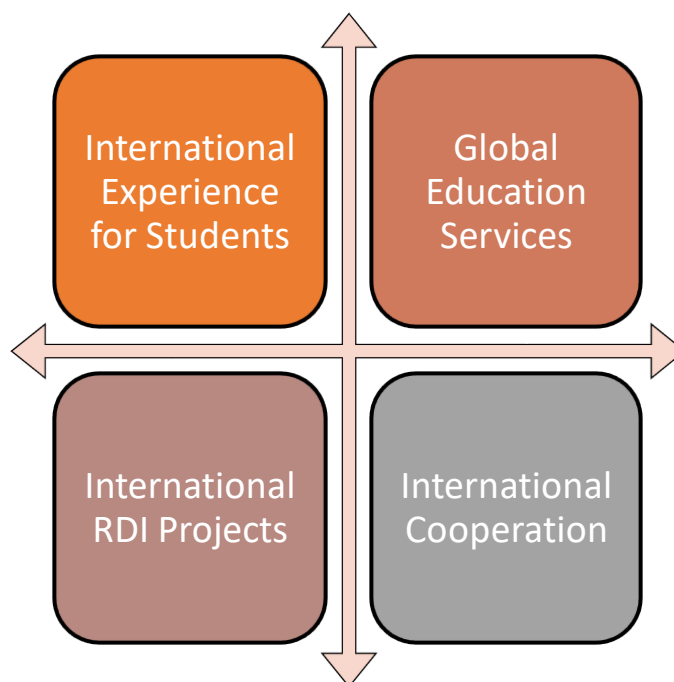 International
Experience
for Students
Global
Education
Services
International
RDI Projects
International
Cooperation